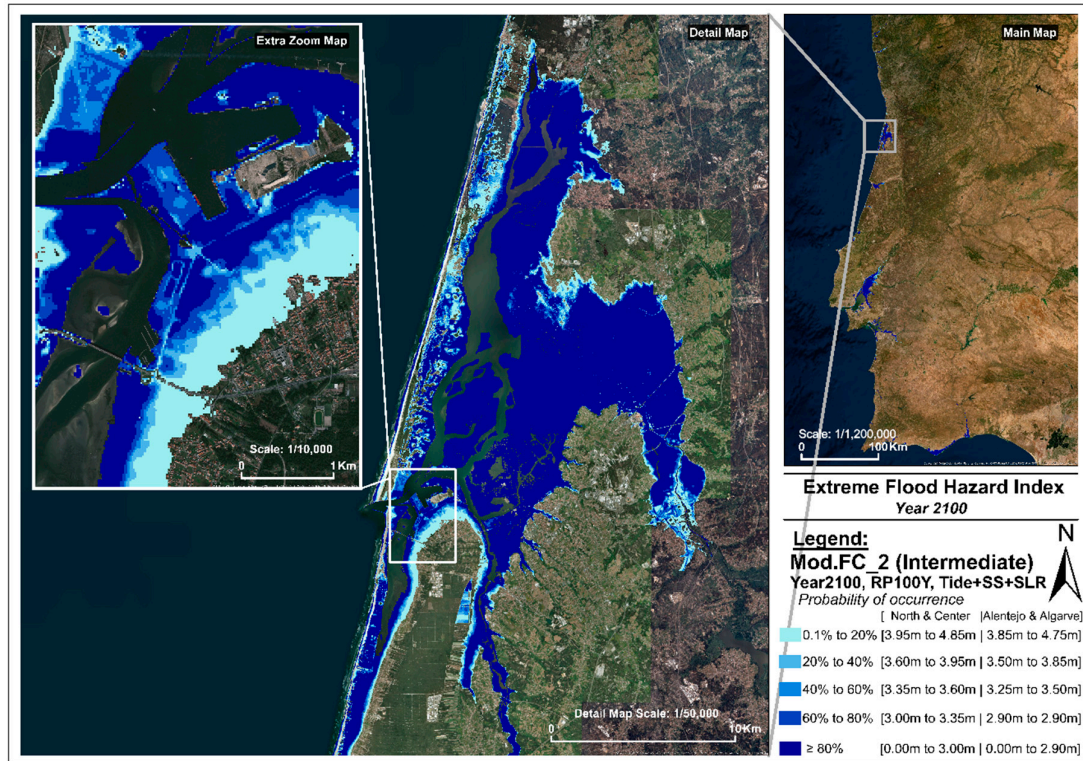 Extra Zoom Map
Scale: 1/10,000
0 1 Km
Detail Map
Detail Map Scale: 1/50,000
0 10 Km
Main Map
Scale: 1/1,200,000
0 100 Km
Extreme Flood Hazard Index
Year 2100
Legend:
N
Mod.FC_2 (Intermediate)
Year2100, RP100Y, Tide+SS+SLR
Probability of occurrence
[ North & Center |Alentejo & Algarve]
0.1% to 20% [3.95m to 4.85m | 3.85m to 4.75m]
20% to 40% [3.60m to 3.95m | 3.50m to 3.85m]
40% to 60% [3.35m to 3.60m | 3.25m to 3.50m]
60% to 80% [3.00m to 3.35m | 2.90m to 2.90m]
≥ 80% [0.00m to 3.00m | 0.00m to 2.90m]